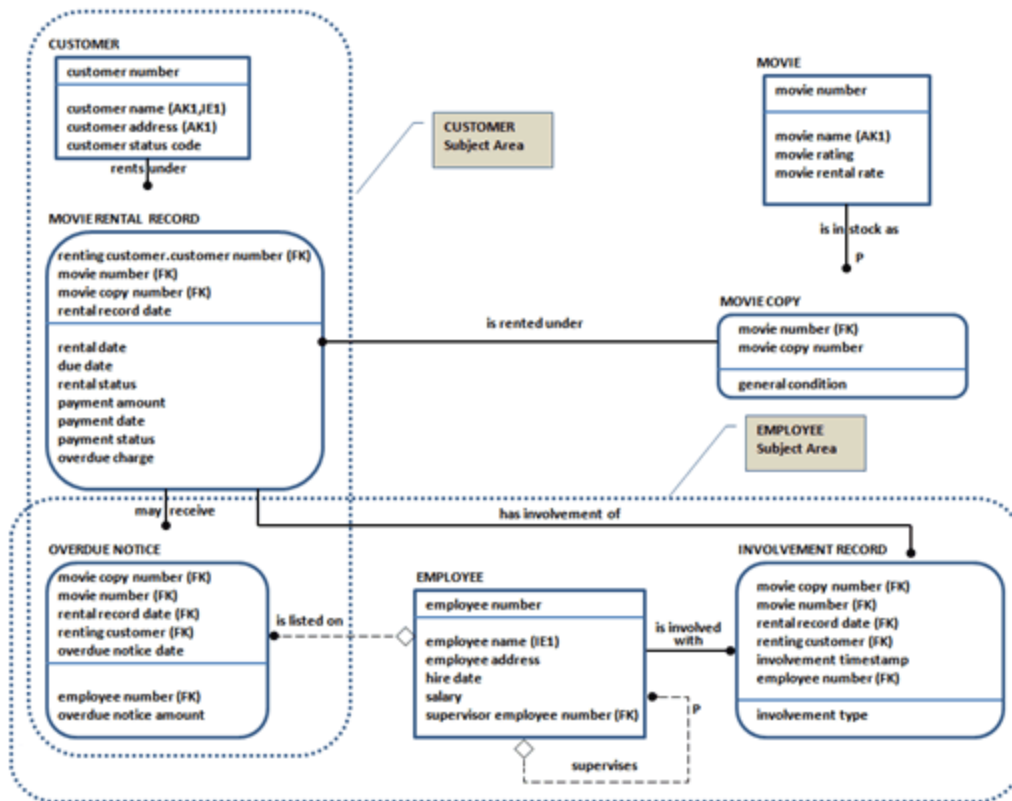 CUSTOMER
customer number
customer name (AK1,IE1)
customer address (AK1)
customer status code
rents under
CUSTOMER
Subject Area
MOVIE
movie number
movie name (AK1)
movie rating
movie rental rate
is in stock as
P
MOVIE RENTAL RECORD
renting customer.customer number (FK)
movie number (FK)
movie copy number (FK)
rental record date
rental date
due date
rental status
payment amount
payment date
payment status
overdue charge
is rented under
MOVIE COPY
movie number (FK)
movie copy number
general condition
EMPLOYEE
Subject Area
may receive
has involvement of
OVERDUE NOTICE
movie copy number (FK)
movie number (FK)
rental record date (FK)
renting customer (FK)
overdue notice date
employee number (FK)
overdue notice amount
is listed on
EMPLOYEE
employee number
employee name (IE1)
employee address
hire date
salary
supervisor employee number (FK)
is involved
with
P
supervises
INVOLVEMENT RECORD
movie copy number (FK)
movie number (FK)
rental record date (FK)
renting customer (FK)
involvement timestamp
employee number (FK)
involvement type